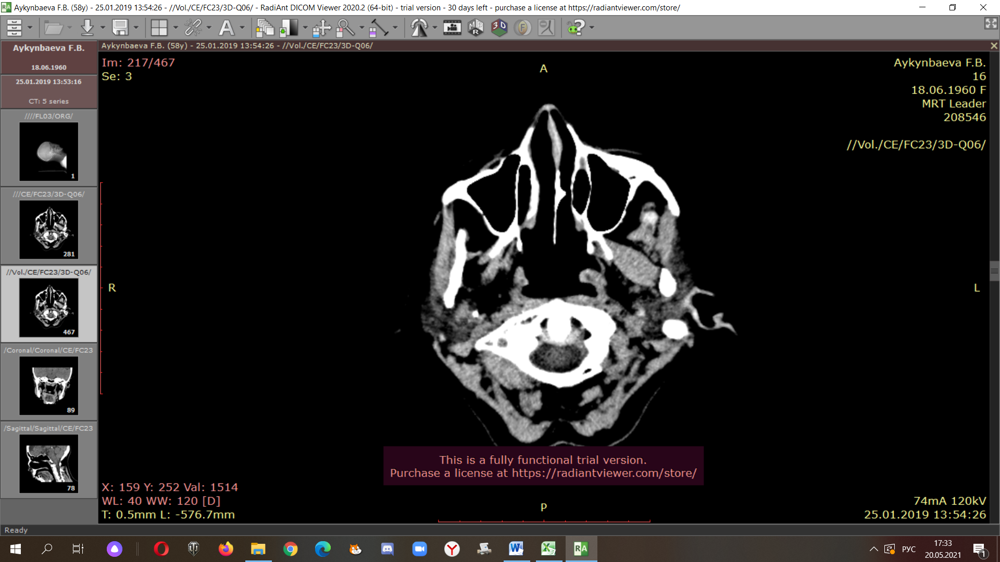 Aykynbaeva F.B. (58y) - 25.01.2019 13:54:26 - //Vol./CE/FC23/3D-Q06/ - RadiAnt DICOM Viewer 2020.2 (64-bit) - trial version - 30 days left - purchase a license at https://radiantviewer.com/store/
Aykynbaeva F.B.
18.06.1960
25.01.2019 13:53:16
CT: 5 series
////FL03/ORG/
1
///CE/FC23/3D-Q06/
281
//Vol./CE/FC23/3D-Q06/
467
/Coronal/Coronal/CE/FC23
89
/Sagittal/Sagittal/CE/FC23
78
Aykynbaeva F.B. (58y) - 25.01.2019 13:54:26 - //Vol./CE/FC23/3D-Q06/
Im: 217/467
Se: 3
A
Aykynbaeva F.B.
16
18.06.1960 F
MRT Leader
208546
//Vol./CE/FC23/3D-Q06/
R
L
This is a fully functional trial version.
Purchase a license at https://radiantviewer.com/store/
X: 159 Y: 252 Val: 1514
WL: 40 WW: 120 [D]
T: 0.5mm L: -576.7mm
P
74mA 120kV
25.01.2019 13:54:26
Ready
РУС
17:33
20.05.2021
1